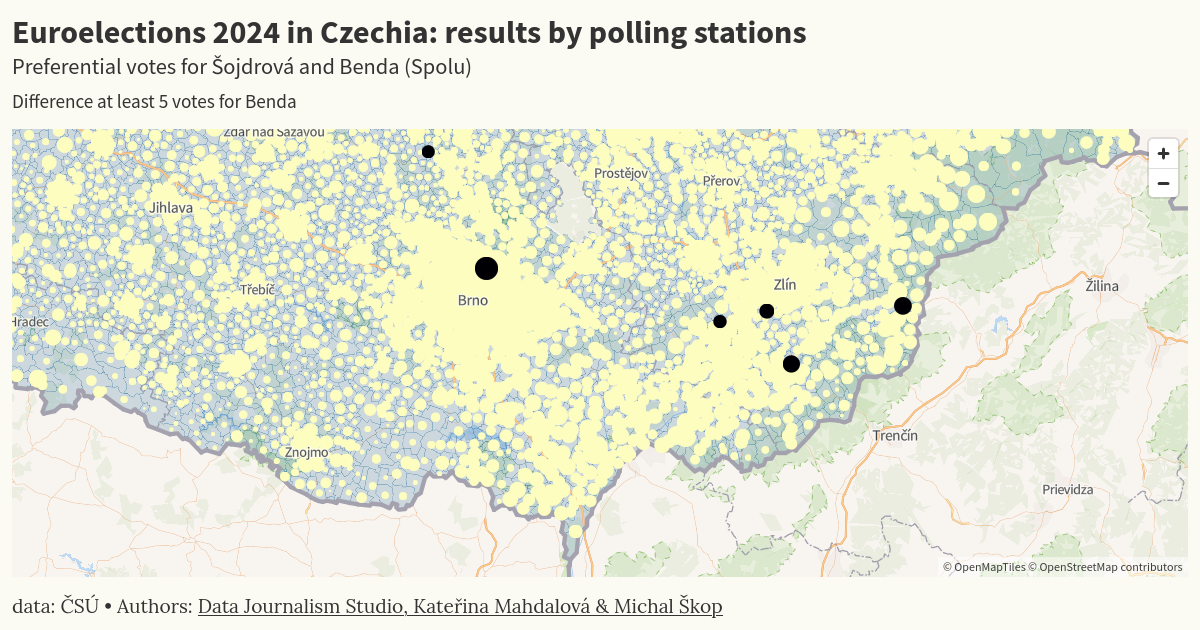 Euroelections 2024 in Czechia: results by polling stations
Preferential votes for Šojdrová and Benda (Spolu)
Difference at least 5 votes for Benda
Žďár nad Sázavou
Prostějov
Přerov
Jihlava
Třebíč
Brno
Zlín
Žilina
Hradec
Znojmo
Trenčín
Prievidza
+
−
© OpenMapTiles © OpenStreetMap contributors
data: ČSÚ • Authors: Data Journalism Studio, Kateřina Mahdalová & Michal Škop